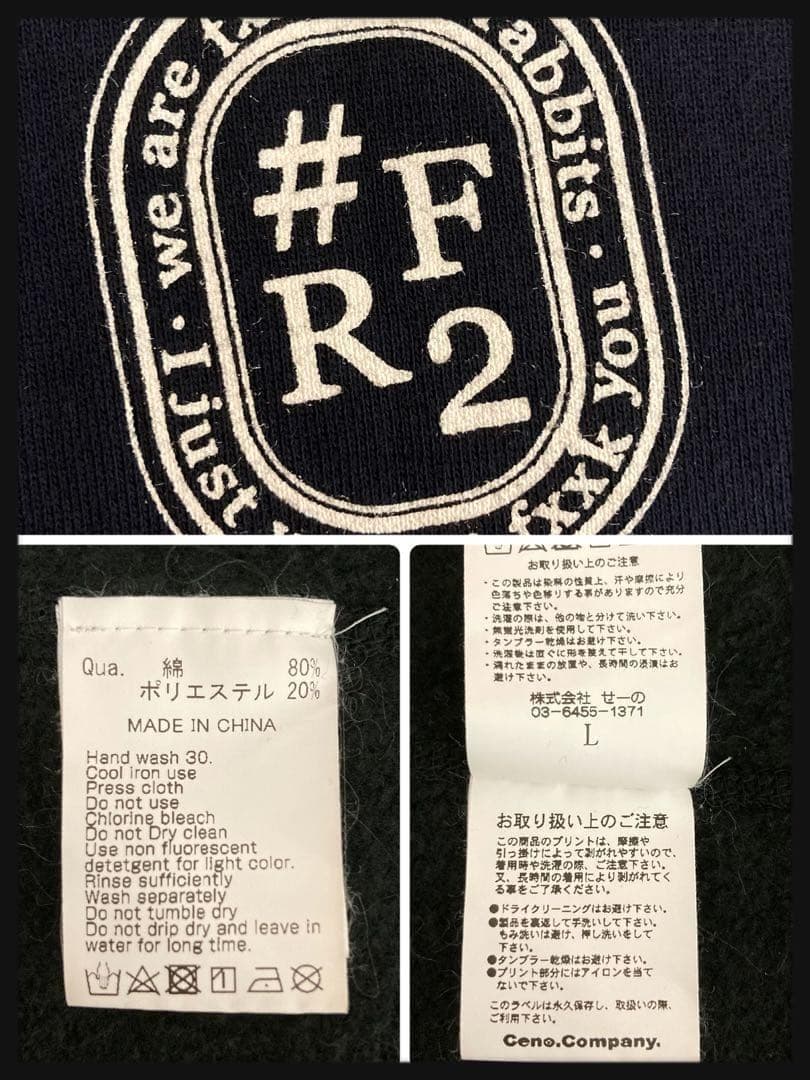 we are
rabbits · you
I just
fxxk
#F
R2
Qua. 綿 80%
ポリエステル 20%
MADE IN CHINA
Hand wash 30.
Cool iron use
Press cloth
Do not use
Chlorine bleach
Do not Dry clean
Use non fluorescent
detetgent for light color.
Rinse sufficiently
Wash separately
Do not tumble dry
Do not drip dry and leave in
water for long time.
お取り扱い上のご注意
・この製品は染料の性質上、汗や摩擦により
色落ちや色移りする事がありますので充分
ご注意下さい。
・洗濯の際は、他の物と分けて洗い下さい。
・無蛍光洗剤を使用して下さい。
・タンブラー乾燥はお避け下さい。
・洗濯後は直ぐに形を整えて干して下さい。
・濡れたままの放置や、長時間の浸漬はお
避け下さい。
株式会社 せーの
03-6455-1371
L
お取り扱い上のご注意
この商品のプリントは、摩擦や
引っ掛けによって剥がれやすいので、
着用時や洗濯の際、ご注意下さい。
又、長時間の着用により剥がれてく
る事をご了承ください。
●ドライクリーニングはお避け下さい。
●製品を裏返して手洗いして下さい。
もみ洗いは避け、押し洗いをして
下さい。
●タンブラー乾燥はお避け下さい。
●プリント部分にはアイロンを当て
ないで下さい。
このラベルは永久保存し、取扱いの際、
ご利用下さい。
Ceno.Company.